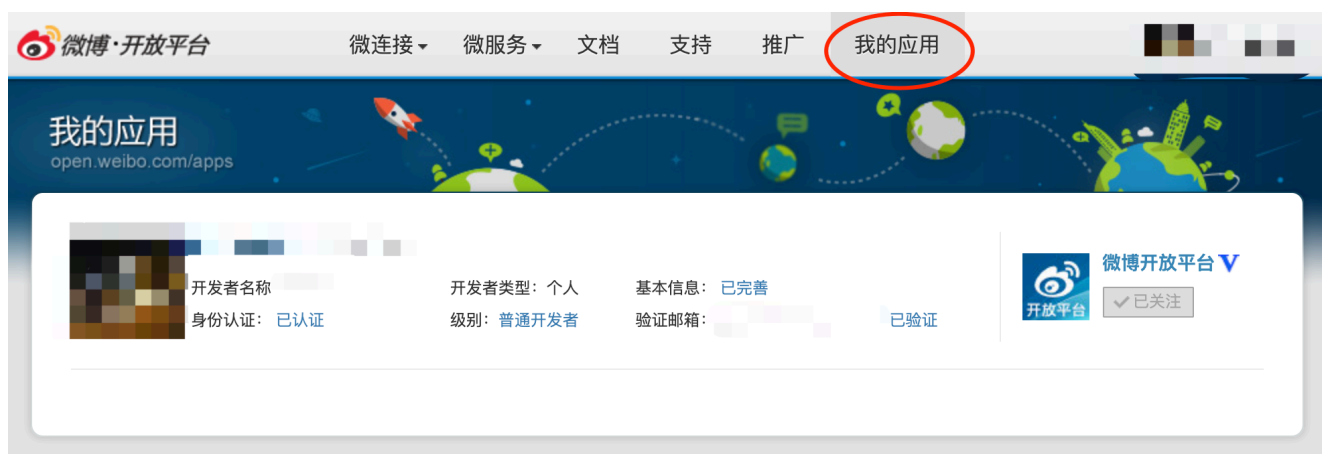 微博·开放平台 微连接 微服务 文档 支持 推广 我的应用
我的应用
open.weibo.com/apps
微博开放平台 V
开发者名称 开发者类型：个人 基本信息：已完善
已关注
开放平台
身份认证：已认证 级别：普通开发者 验证邮箱： 已验证